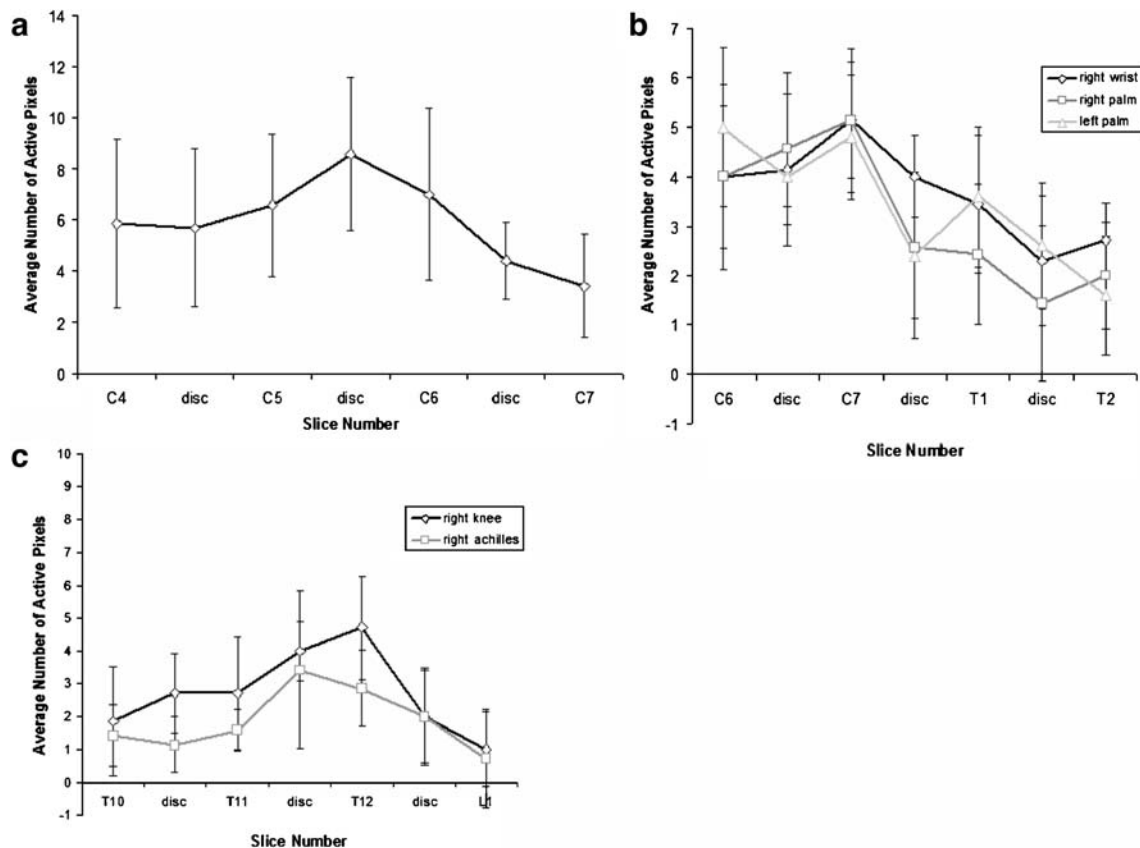 a
Average Number of Active Pixels
14
12
10
8
6
4
2
0
C4 disc C5 disc C6 disc C7
Slice Number
b
Average Number of Active Pixels
7
6
5
4
3
2
1
0
-1
right wrist
right palm
left palm
C6 disc C7 disc T1 disc T2
Slice Number
c
Average Number of Active Pixels
10
9
8
7
6
5
4
3
2
1
0
-1
right knee
right achilles
T10 disc T11 disc T12 disc L1
Slice Number